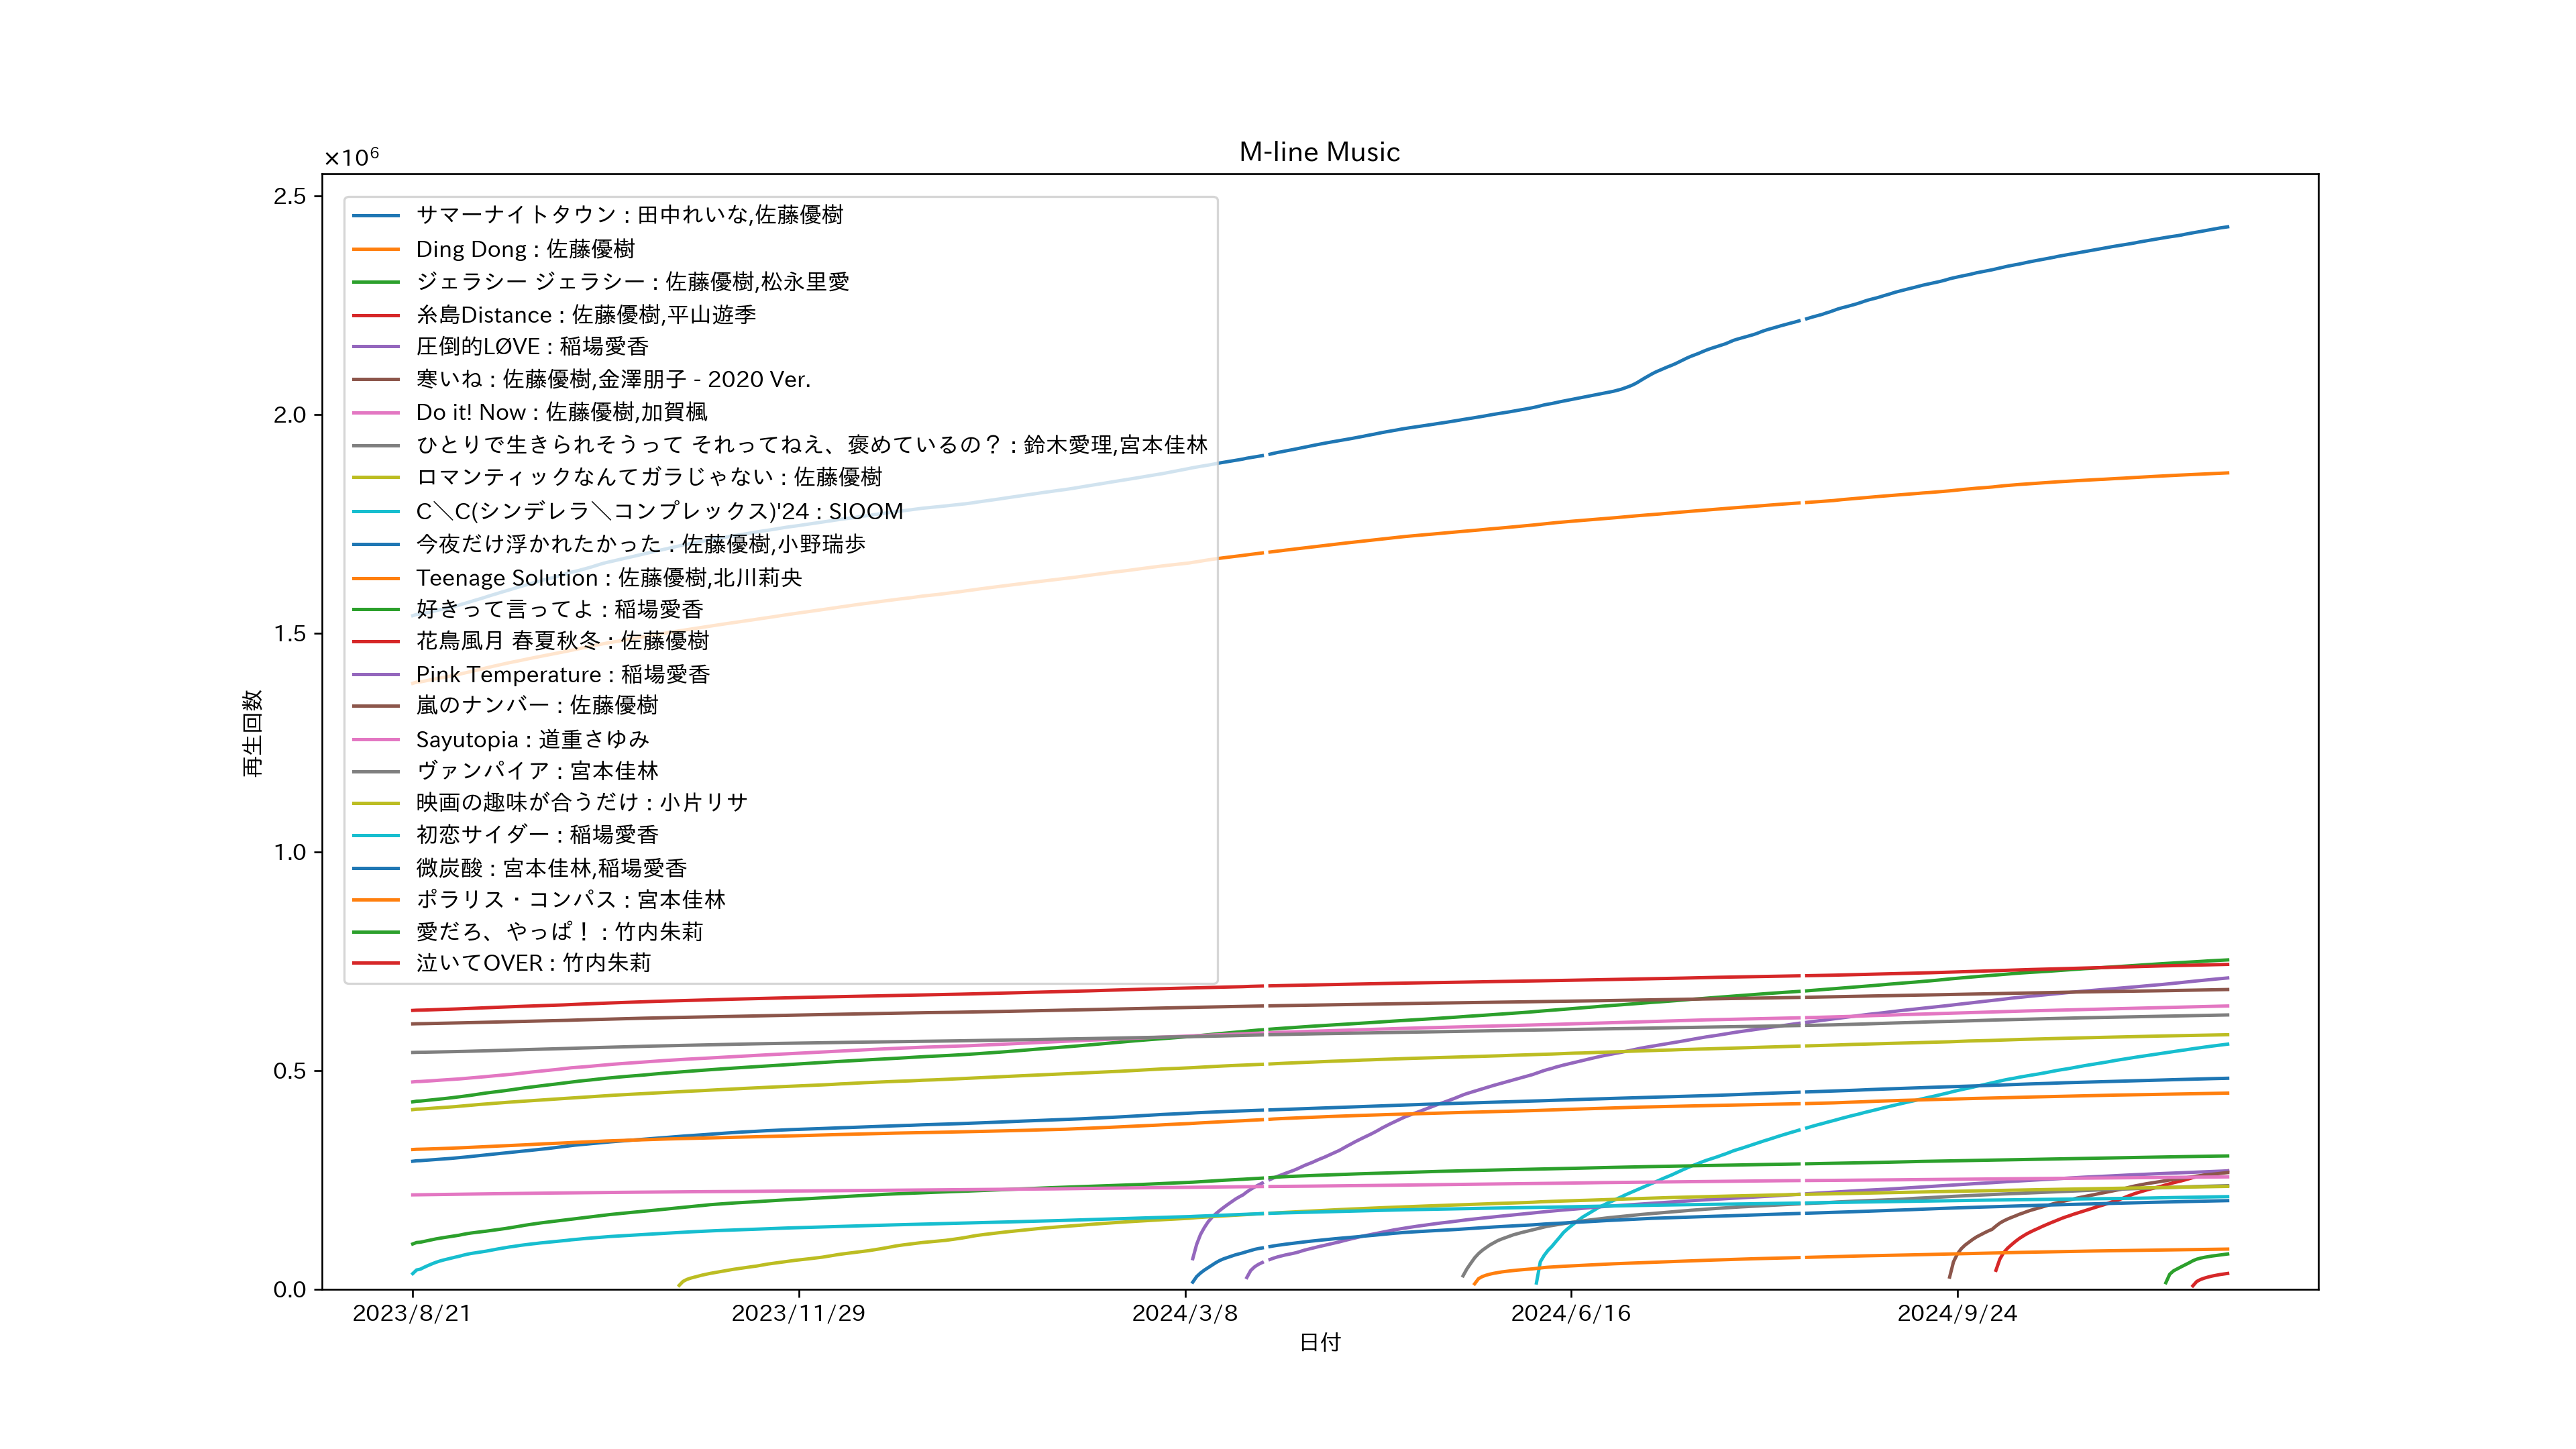 M-line Music
×10⁶
2.5
2.0
1.5
1.0
0.5
0.0
再生回数
サマーナイトタウン : 田中れいな,佐藤優樹
Ding Dong : 佐藤優樹
ジェラシー ジェラシー : 佐藤優樹,松永里愛
糸島Distance : 佐藤優樹,平山遊季
圧倒的LØVE : 稲場愛香
寒いね : 佐藤優樹,金澤朋子 - 2020 Ver.
Do it! Now : 佐藤優樹,加賀楓
ひとりで生きられそうって それってねえ、褒めているの？ : 鈴木愛理,宮本佳林
ロマンティックなんてガラじゃない : 佐藤優樹
C＼C(シンデレラ＼コンプレックス)'24 : SIOOM
今夜だけ浮かれたかった : 佐藤優樹,小野瑞歩
Teenage Solution : 佐藤優樹,北川莉央
好きって言ってよ : 稲場愛香
花鳥風月 春夏秋冬 : 佐藤優樹
Pink Temperature : 稲場愛香
嵐のナンバー : 佐藤優樹
Sayutopia : 道重さゆみ
ヴァンパイア : 宮本佳林
映画の趣味が合うだけ : 小片リサ
初恋サイダー : 稲場愛香
微炭酸 : 宮本佳林,稲場愛香
ポラリス・コンパス : 宮本佳林
愛だろ、やっぱ！ : 竹内朱莉
泣いてOVER : 竹内朱莉
2023/8/21
2023/11/29
2024/3/8
2024/6/16
2024/9/24
日付